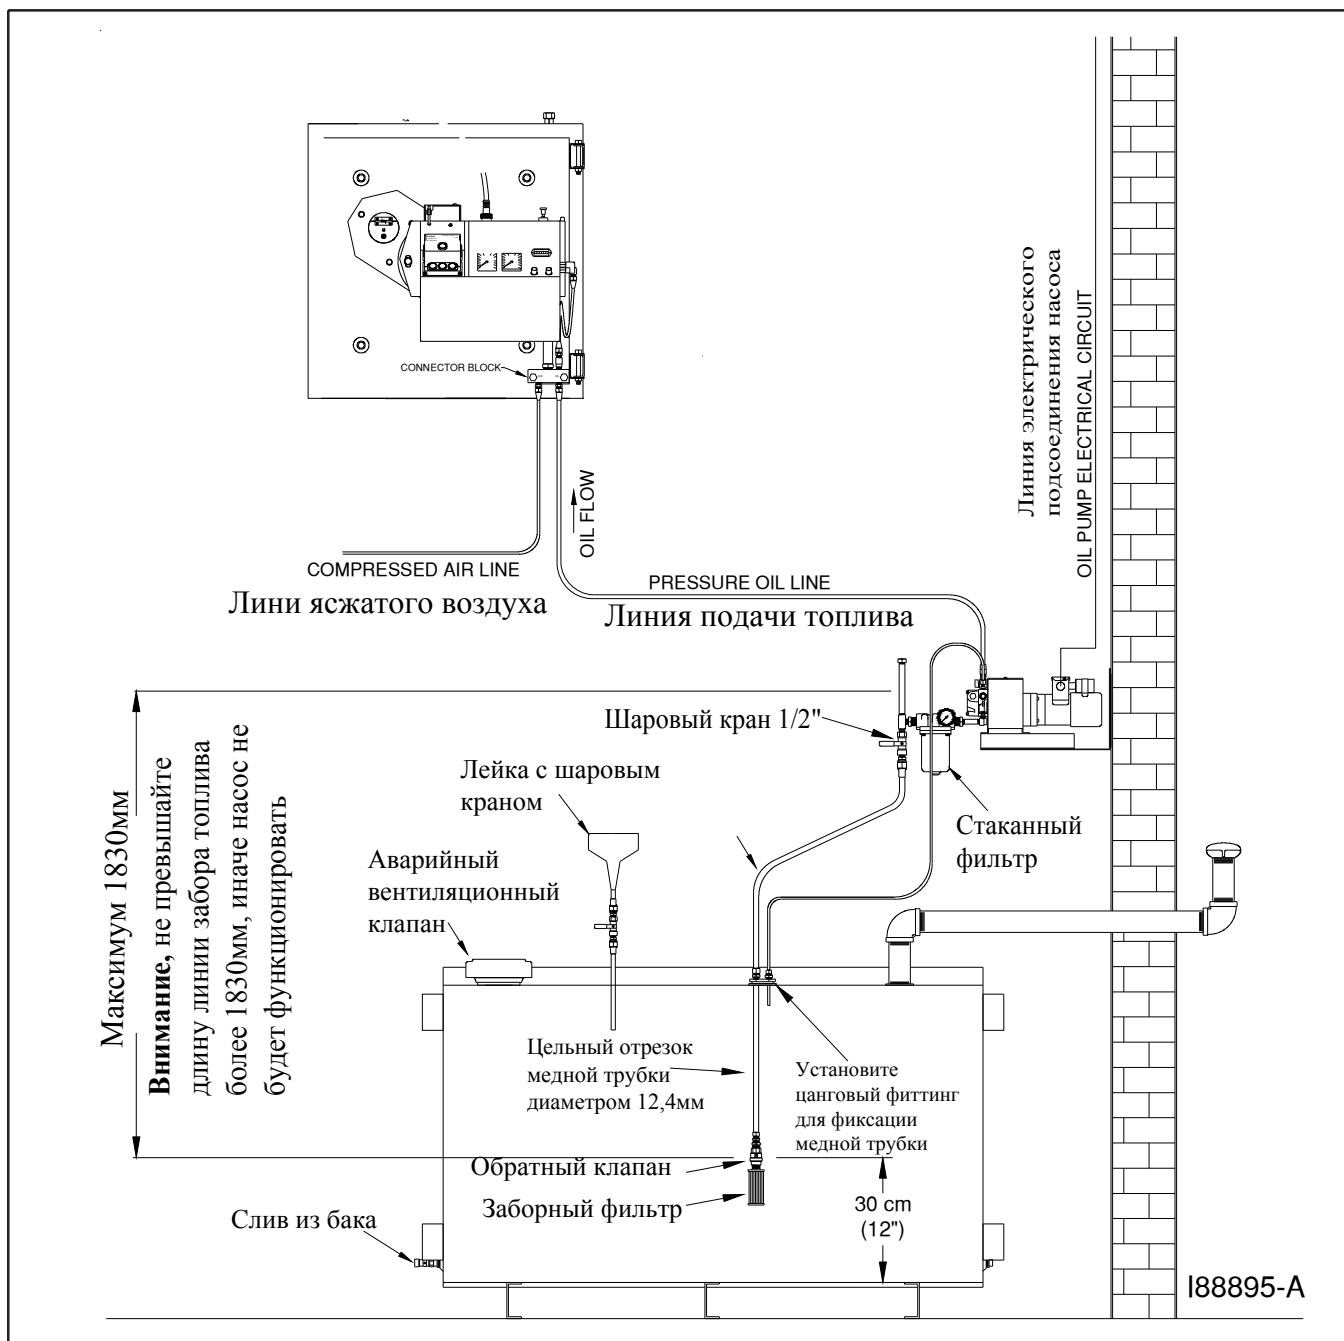 CONNECTOR BLOCK
Линия электрического
подсоединения насоса
OIL PUMP ELECTRICAL CIRCUIT
OIL FLOW
COMPRESSED AIR LINE
Лини ясжатого воздуха
PRESSURE OIL LINE
Линия подачи топлива
Шаровый кран 1/2"
Лейка с шаровым
краном
Стаканный
фильтр
Аварийный
вентиляционный
клапан
Максимум 1830мм
Внимание, не превышайте
длину линии забора топлива
более 1830мм, иначе насос не
будет функционировать
Цельный отрезок
медной трубки
диаметром 12,4мм
Установите
цанговый фиттинг
для фиксации
медной трубки
Обратный клапан
Заборный фильтр
30 cm
(12")
Слив из бака
I88895-A